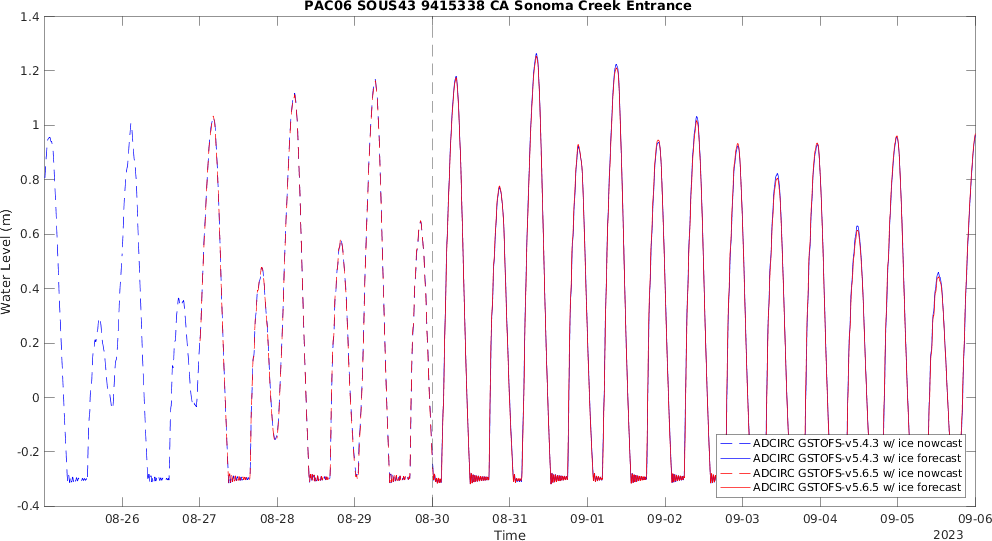 PAC06 SOUS43 9415338 CA Sonoma Creek Entrance
Water Level (m)
1.4
1.2
1
0.8
0.6
0.4
0.2
0
-0.2
-0.4
08-26 08-27 08-28 08-29 08-30 08-31 09-01 09-02 09-03 09-04 09-05 09-06
Time
2023
ADCIRC GSTOFS-v5.4.3 w/ ice nowcast
ADCIRC GSTOFS-v5.4.3 w/ ice forecast
ADCIRC GSTOFS-v5.6.5 w/ ice nowcast
ADCIRC GSTOFS-v5.6.5 w/ ice forecast